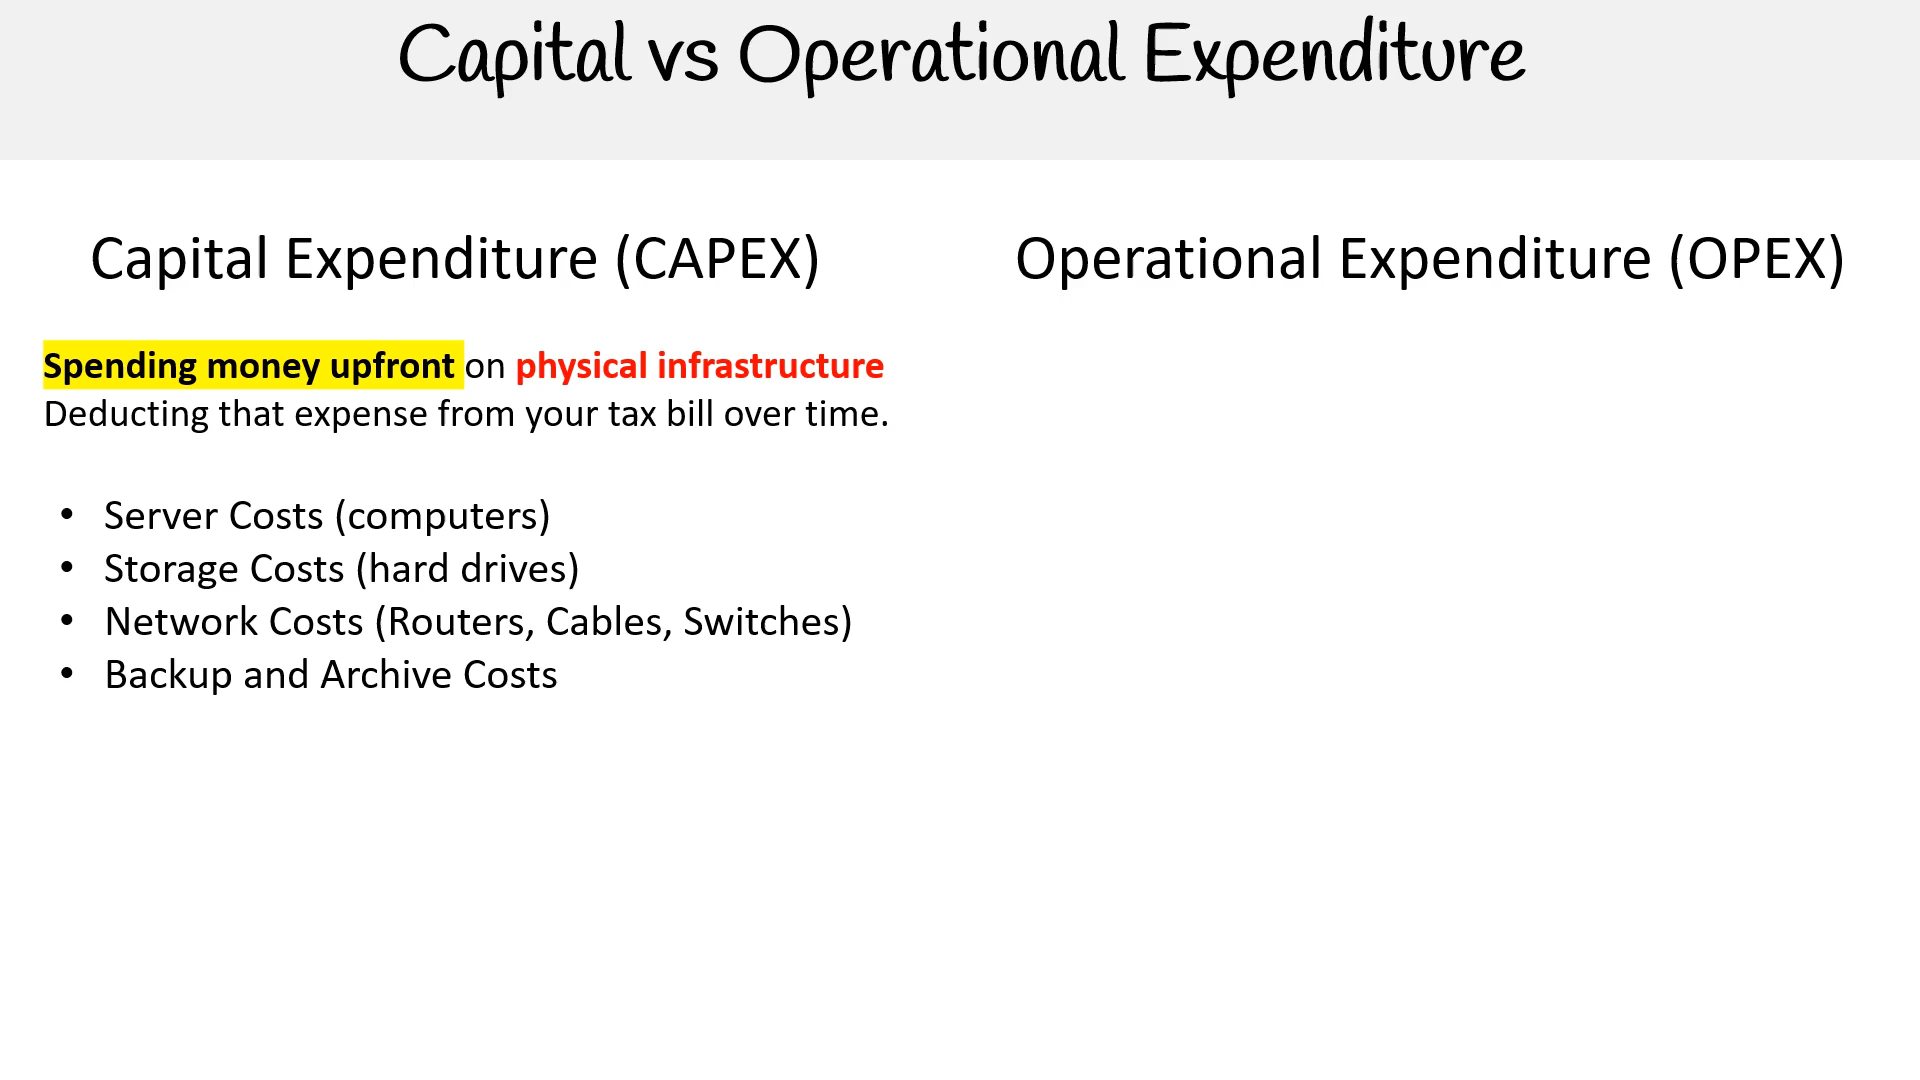 Capital vs Operational Expenditure
Capital Expenditure (CAPEX)
Spending money upfront on physical infrastructure
Deducting that expense from your tax bill over time.
• Server Costs (computers)
• Storage Costs (hard drives)
• Network Costs (Routers, Cables, Switches)
• Backup and Archive Costs
Operational Expenditure (OPEX)